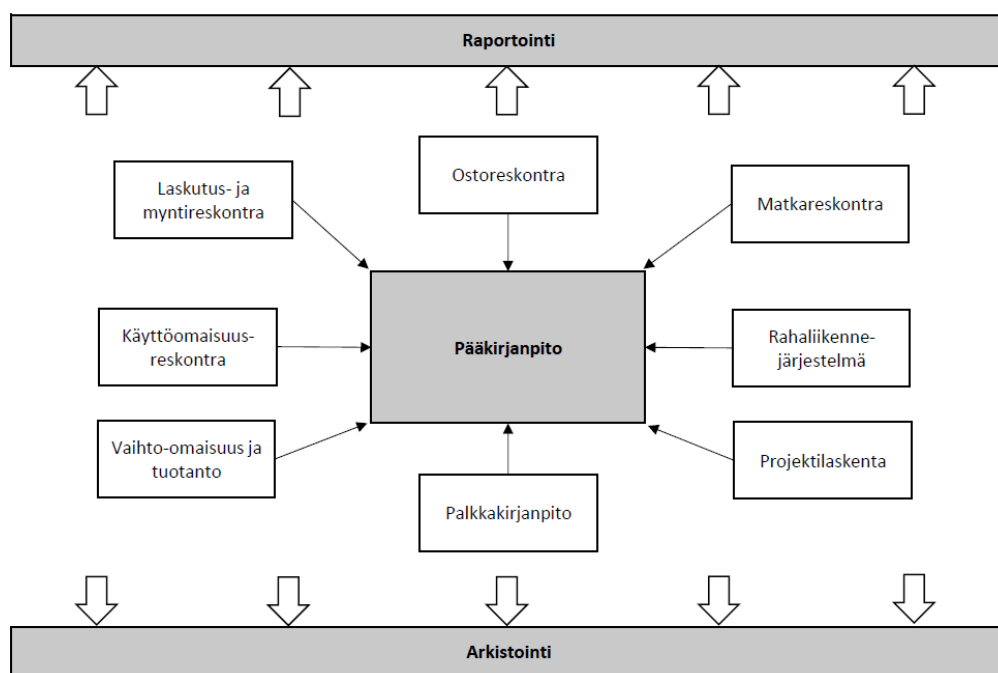 Raportointi
Ostoreskontra
Laskutus- ja
myntireskontra
Matkareskontra
Käyttöomaisuus-
reskontra
Pääkirjanpito
Rahaliikenne-
järjestelmä
Vaihto-omaisuus ja
tuotanto
Projektilaskenta
Palkkakirjanpito
Arkistointi